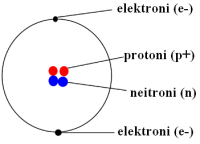 elektroni (e-)
protoni (p+)
neitroni (n)
elektroni (e-)